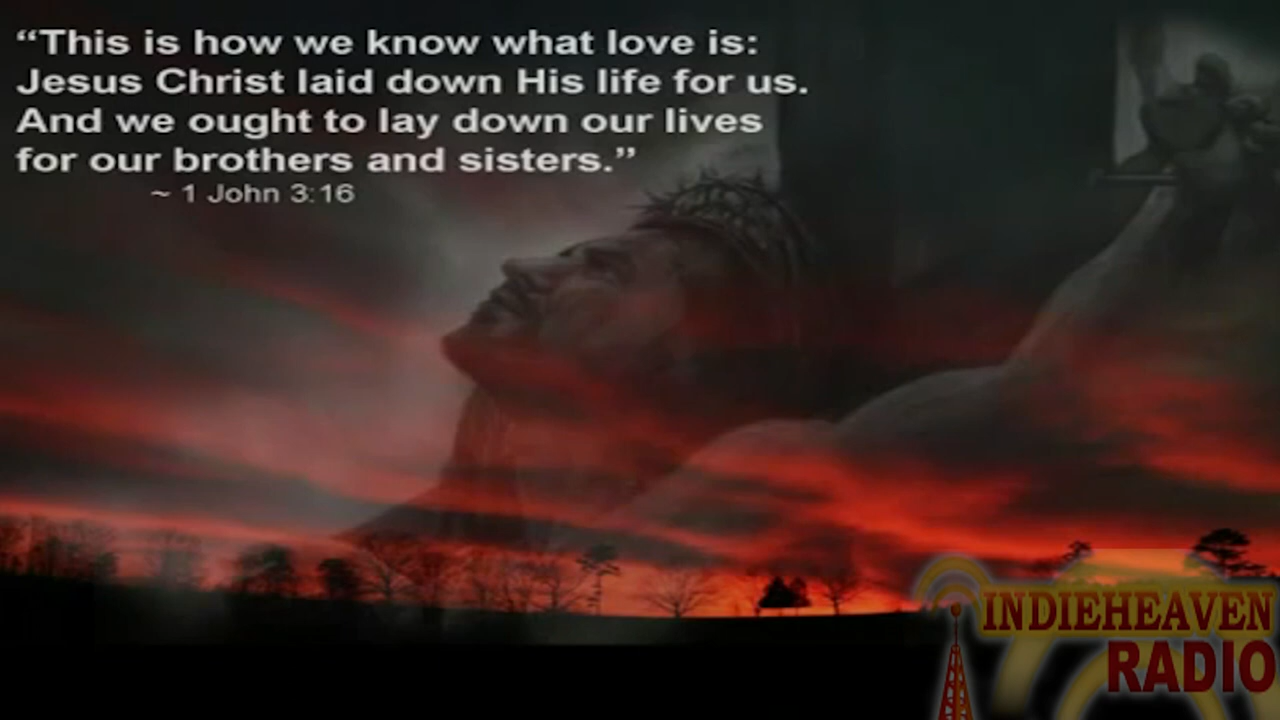 “This is how we know what love is:
Jesus Christ laid down His life for us.
And we ought to lay down our lives
for our brothers and sisters.”
~ 1 John 3:16
INDIEHEAVEN
RADIO